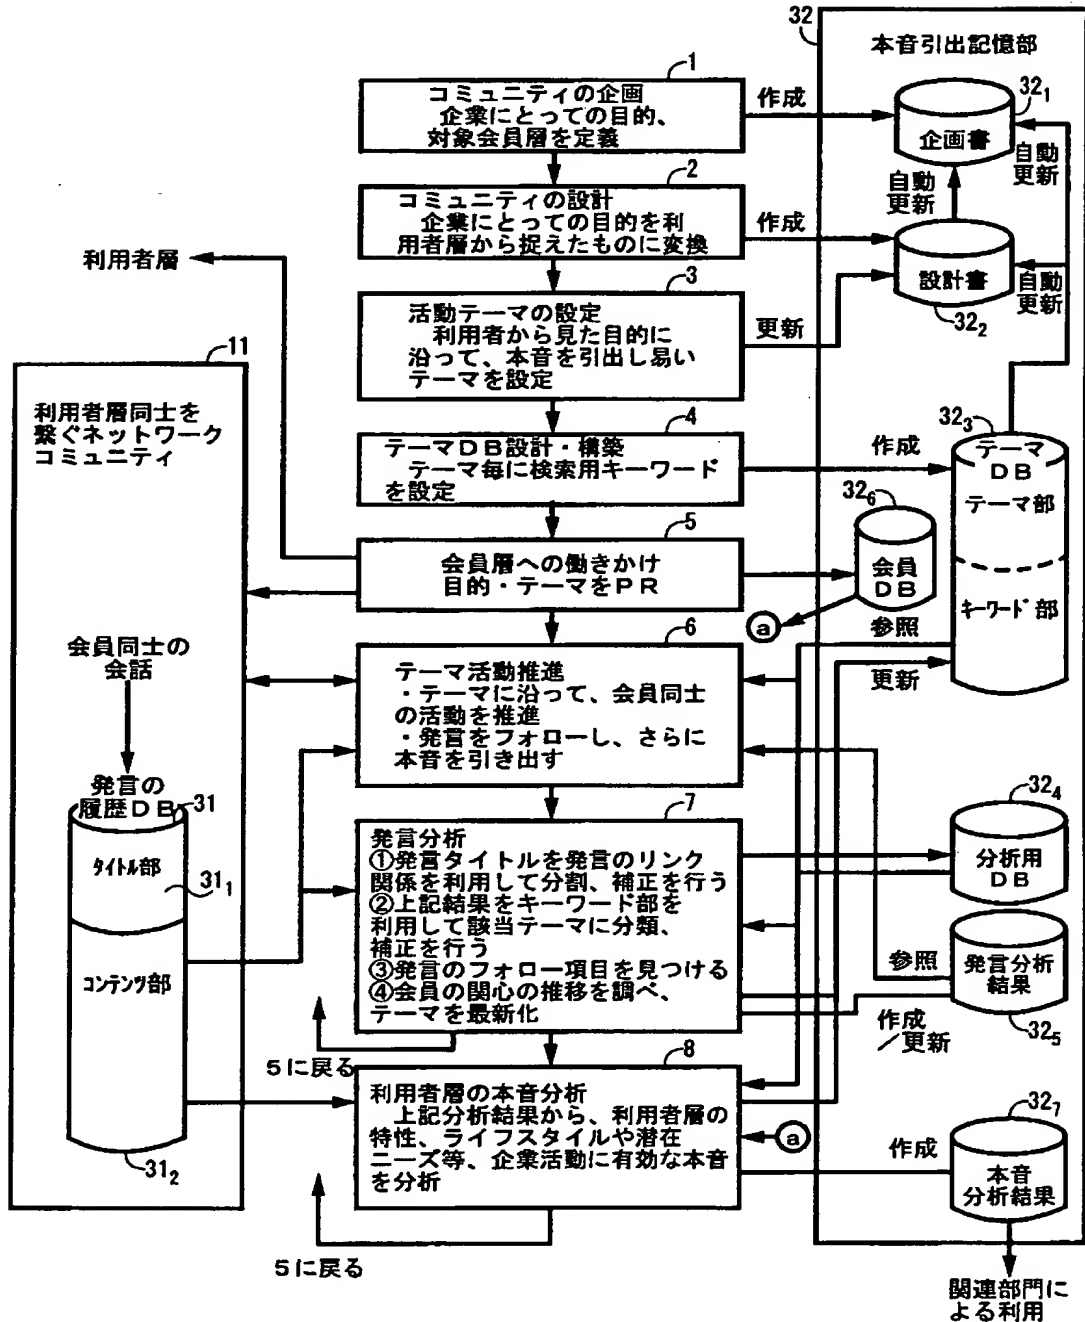 32
本音引出記憶部
1
コミュニティの企画
企業にとっての目的、
対象会員層を定義
作成
32₁
企画書
自動
更新
自動
更新
2
コミュニティの設計
企業にとっての目的を利
用者層から捉えたものに変換
作成
設計書
32₂
自動
更新
利用者層
3
活動テーマの設定
利用者から見た目的に
沿って、本音を引出し易い
テーマを設定
更新
11
利用者層同士を
繋ぐネットワーク
コミュニティ
4
テーマDB設計・構築
テーマ毎に検索用キーワード
を設定
作成
32₃
テーマ
DB
テーマ部
キーワード部
5
会員層への働きかけ
目的・テーマをPR
32₆
会員
DB
a
参照
更新
6
テーマ活動推進
・テーマに沿って、会員同士
の活動を推進
・発言をフォローし、さらに
本音を引き出す
会員同士の
会話
発言の
履歴DB
31
タイトル部
31₁
コンテンツ部
31₂
7
発言分析
①発言タイトルを発言のリンク
関係を利用して分割、補正を行う
②上記結果をキーワード部を
利用して該当テーマに分類、
補正を行う
③発言のフォロー項目を見つける
④会員の関心の推移を調べ、
テーマを最新化
32₄
分析用
DB
参照
発言分析
結果
32₅
作成
/更新
5に戻る
8
利用者層の本音分析
上記分析結果から、利用者層の
特性、ライフスタイルや潜在
ニーズ等、企業活動に有効な本音
を分析
a
作成
32₇
本音
分析結果
5に戻る
関連部門に
よる利用